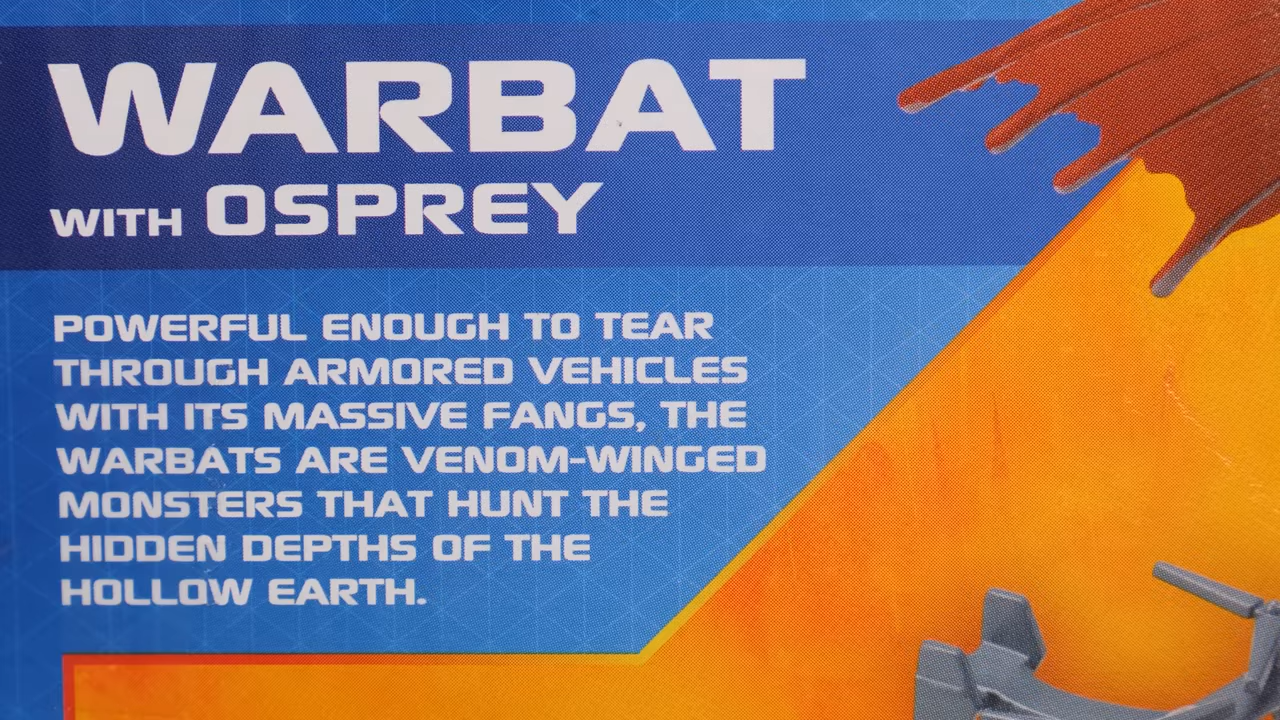 WARBAT
WITH OSPREY
POWERFUL ENOUGH TO TEAR
THROUGH ARMORED VEHICLES
WITH ITS MASSIVE FANGS, THE
WARBATS ARE VENOM-WINGED
MONSTERS THAT HUNT THE
HIDDEN DEPTHS OF THE
HOLLOW EARTH.